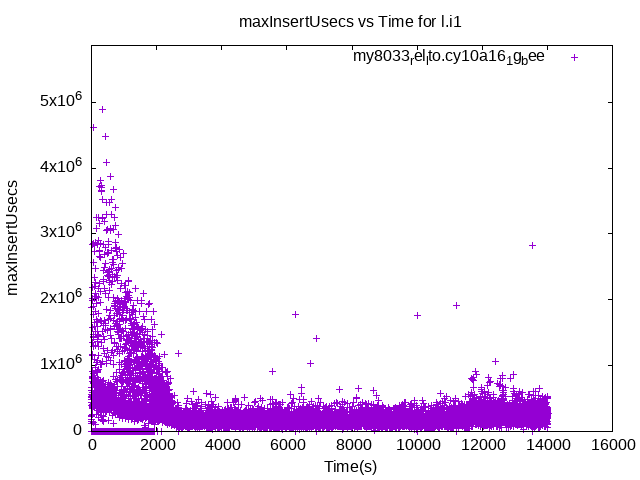 maxInsertUsecs vs Time for l.i1
my8033_rel_lto.cy10a16_1g_bee
5x10^6
4x10^6
3x10^6
2x10^6
1x10^6
0
maxInsertUsecs
0 2000 4000 6000 8000 10000 12000 14000 16000
Time(s)